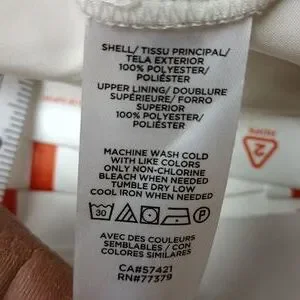 SHELL/ TISSU PRINCIPAL/
TELA EXTERIOR
100% POLYESTER/
POLIÉSTER
UPPER LINING/ DOUBLURE
SUPÉRIEURE/ FORRO
SUPERIOR
100% POLYESTER/
POLIÉSTER
MACHINE WASH COLD
WITH LIKE COLORS
ONLY NON-CHLORINE
BLEACH WHEN NEEDED
TUMBLE DRY LOW
COOL IRON WHEN NEEDED
30 P
AVEC DES COULEURS
SEMBLABLES / CON
COLORES SIMILARES
CA#57421
RN#77379
2